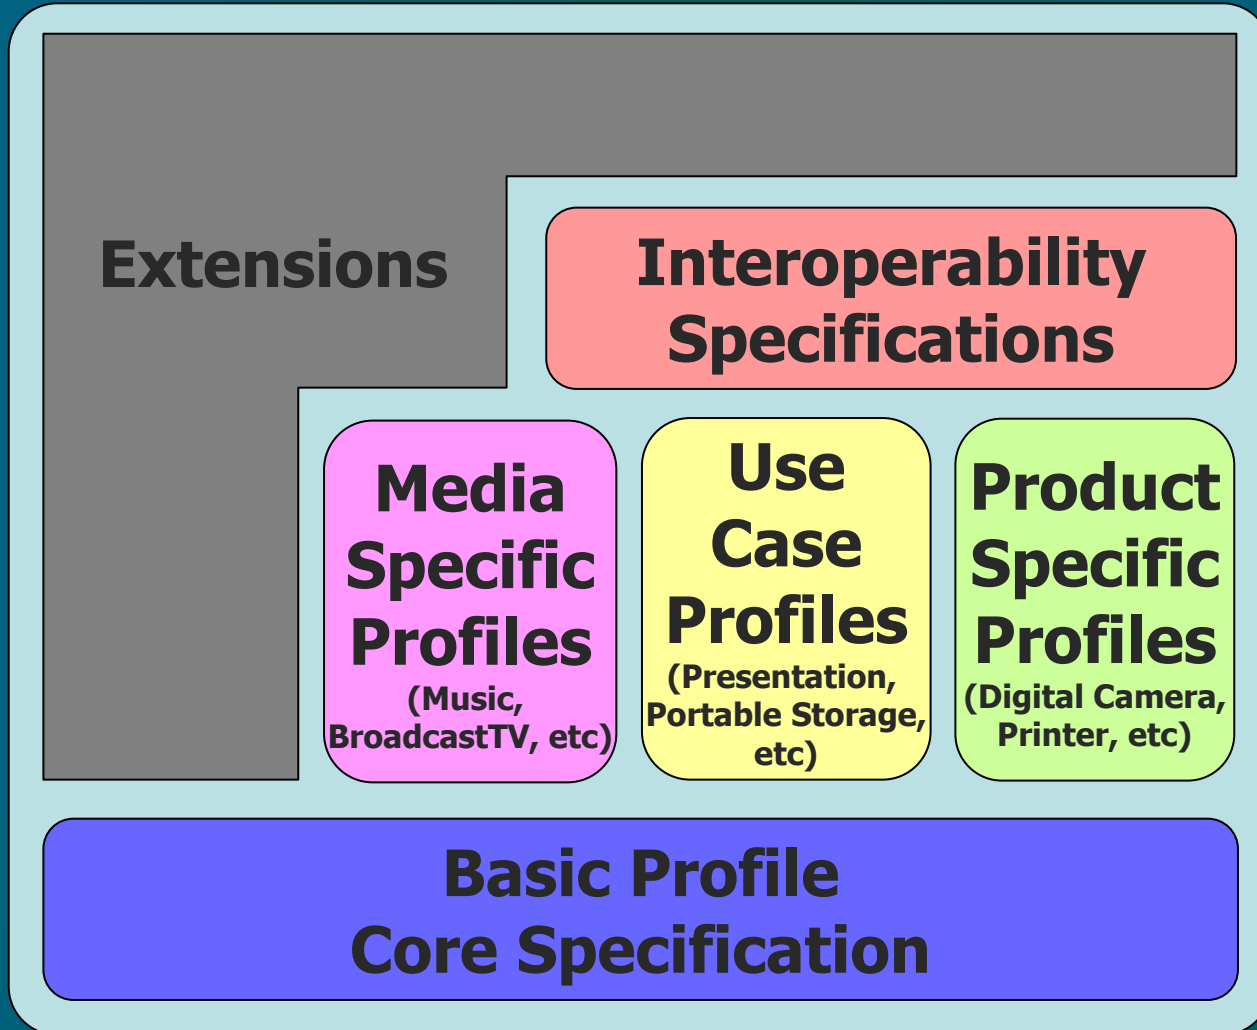 Extensions
Interoperability
Specifications
Media
Specific
Profiles
(Music,
BroadcastTV, etc)
Use
Case
Profiles
(Presentation,
Portable Storage,
etc)
Product
Specific
Profiles
(Digital Camera,
Printer, etc)
Basic Profile
Core Specification